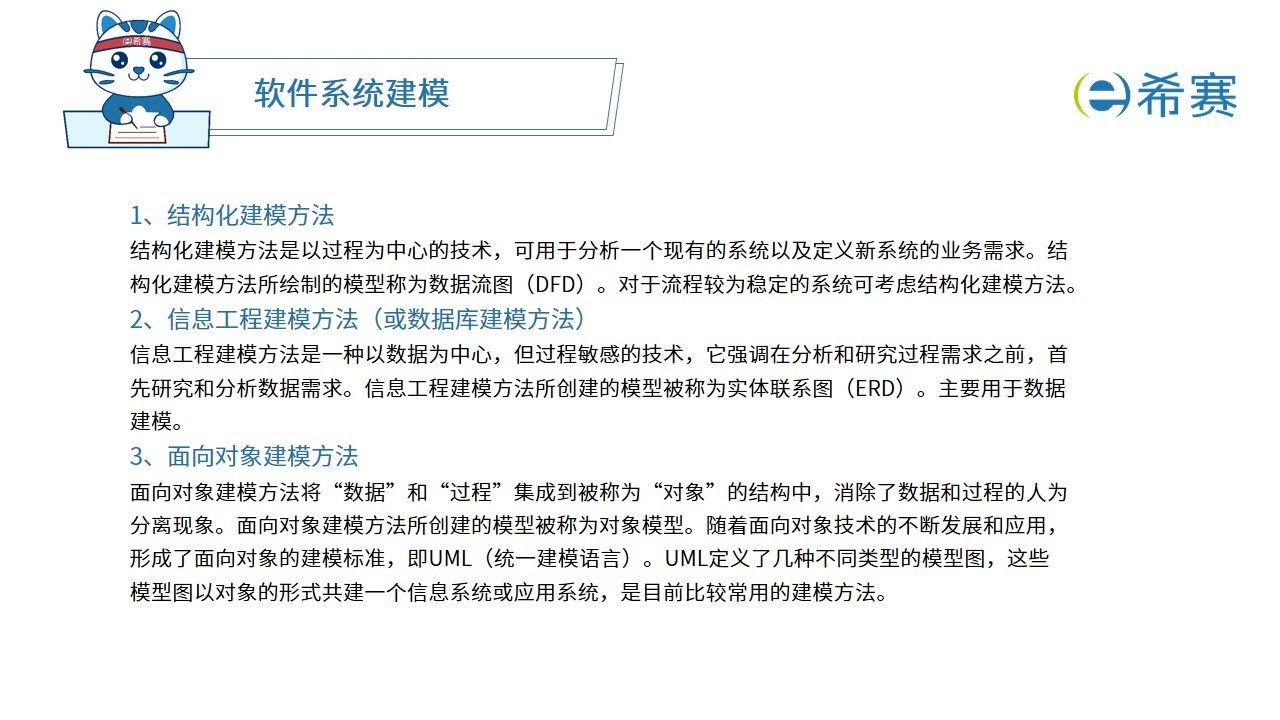 希赛
软件系统建模
希赛
1、结构化建模方法
结构化建模方法是以过程为中心的技术，可用于分析一个现有的系统以及定义新系统的业务需求。结
构化建模方法所绘制的模型称为数据流图（DFD）。对于流程较为稳定的系统可考虑结构化建模方法。
2、信息工程建模方法（或数据库建模方法）
信息工程建模方法是一种以数据为中心，但过程敏感的技术，它强调在分析和研究过程需求之前，首
先研究和分析数据需求。信息工程建模方法所创建的模型被称为实体联系图（ERD）。主要用于数据
建模。
3、面向对象建模方法
面向对象建模方法将“数据”和“过程”集成到被称为“对象”的结构中，消除了数据和过程的人为
分离现象。面向对象建模方法所创建的模型被称为对象模型。随着面向对象技术的不断发展和应用，
形成了面向对象的建模标准，即UML（统一建模语言）。UML定义了几种不同类型的模型图，这些
模型图以对象的形式共建一个信息系统或应用系统，是目前比较常用的建模方法。